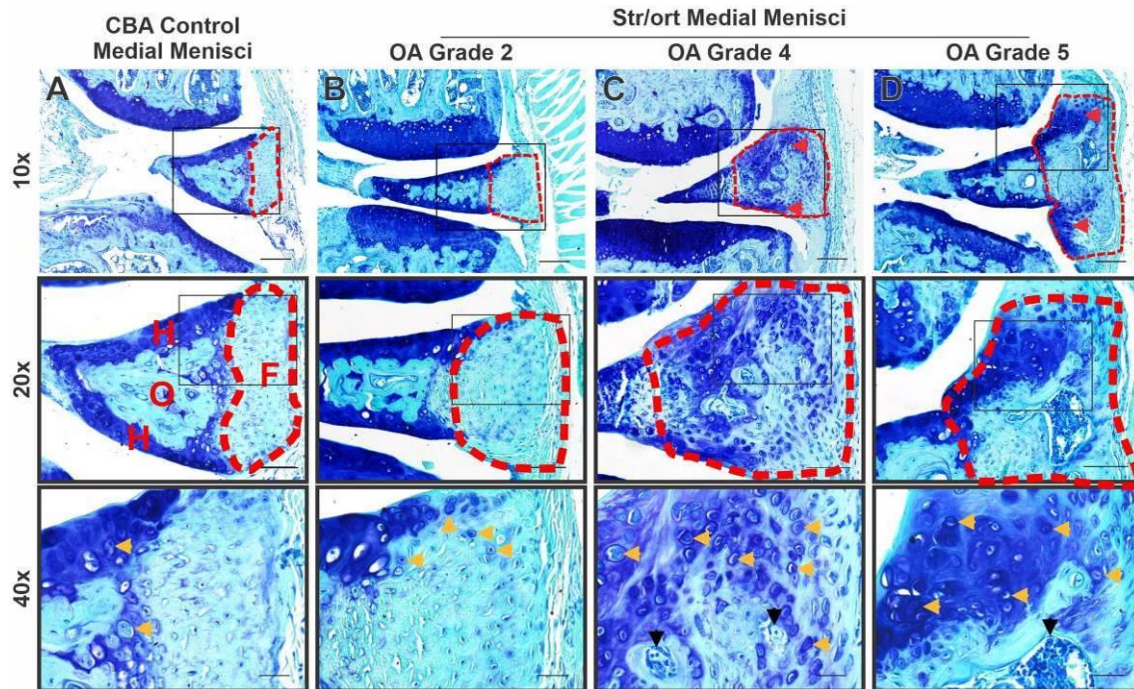 CBA Control
Medial Menisci
Str/ort Medial Menisci
OA Grade 2
OA Grade 4
OA Grade 5
A
B
C
D
10x
20x
H
O
F
H
40x